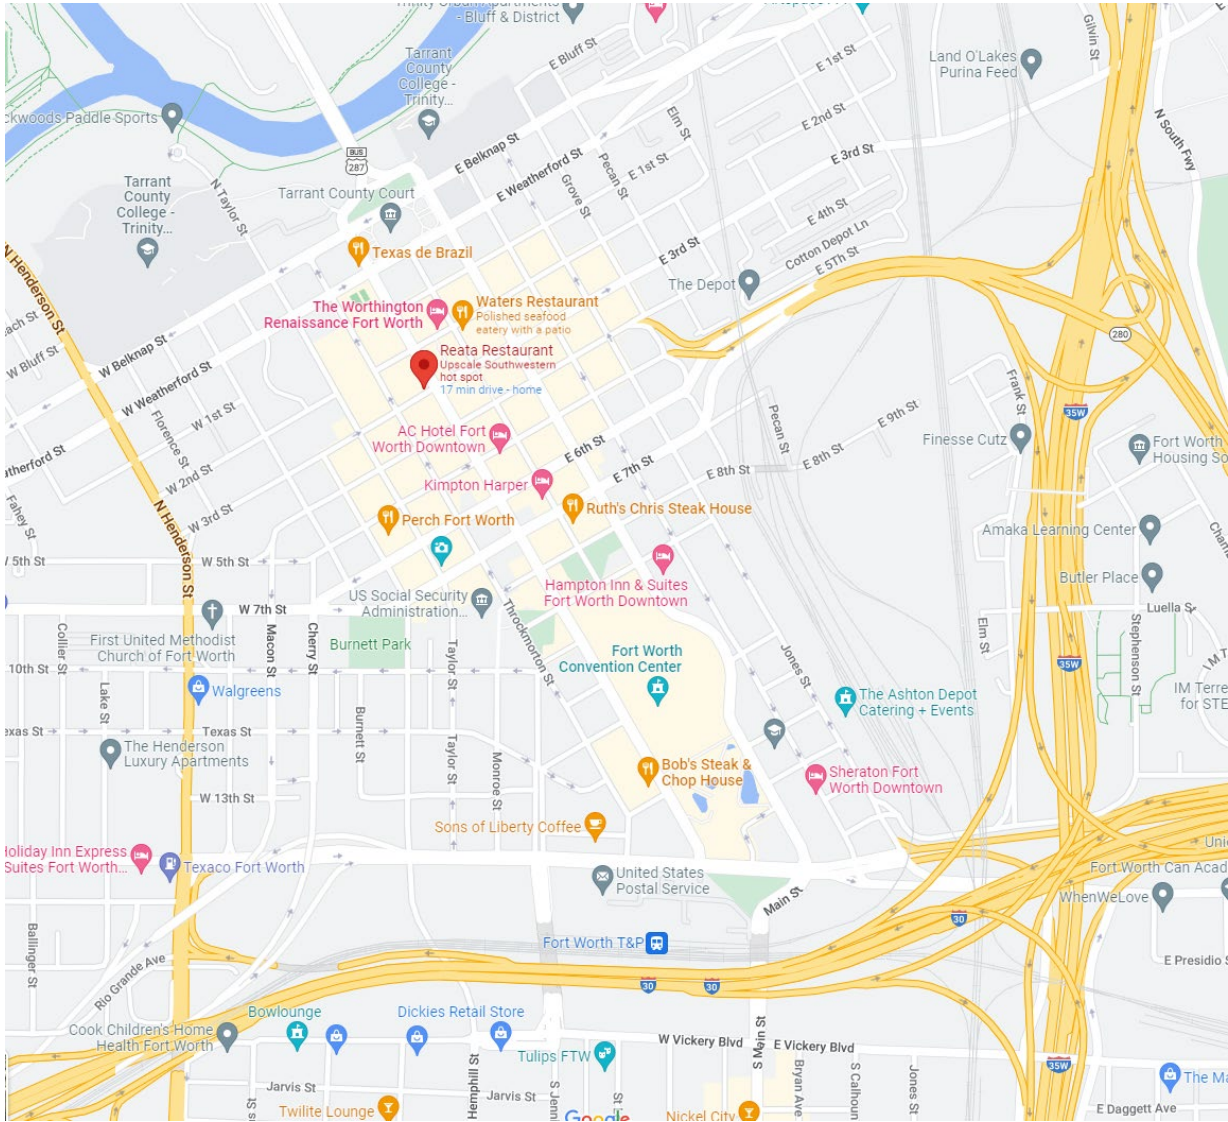 - Bluff & District
E Bluff St
Gilvin St
Tarrant
County
College -
Trinity...
E 1st St
Land O'Lakes
Purina Feed
ckwoods Paddle Sports
Elm St
E 2nd St
N South Fwy
BUS
287
E Belknap St
E Weatherford St
Pecan St
E 1st St
E 3rd St
Tarrant
County
College -
Trinity...
N Taylor St
Tarrant County Court
Grove St
E 4th St
Cotton Depot Ln
E 5Th St
N Henderson St
Texas de Brazil
E 3rd St
The Depot
The Worthington
Renaissance Fort Worth
Waters Restaurant
Polished seafood
eatery with a patio
W Bluff St
W Belknap St
280
Reata Restaurant
Upscale Southwestern
hot spot
17 min drive - home
W Weatherford St
W 1st St
Florence St
Frank St
35W
Pecan St
E 9th St
AC Hotel Fort
Worth Downtown
E 6th St
E 7th St
E 8th St
E 8th St
Finesse Cutz
Fort Worth
Housing So
W 2nd St
Kimpton Harper
Fahey St
N Henderson St
W 3rd St
Perch Fort Worth
Ruth's Chris Steak House
Amaka Learning Center
W 5th St
W 5th St
Hampton Inn & Suites
Fort Worth Downtown
Butler Place
US Social Security
Administration...
W 7th St
Throckmorton St
Luella S
First United Methodist
Church of Fort Worth
Collier St
Macon St
Cherry St
Burnett Park
Taylor St
Fort Worth
Convention Center
Jones St
Elm St
Stephenson St
35W
10th St
Walgreens
Lake St
The Ashton Depot
Catering + Events
IM Terre
for STE
Texas St
Burnett St
Taylor St
Monroe St
The Henderson
Luxury Apartments
Bob's Steak &
Chop House
Sheraton Fort
Worth Downtown
W 13th St
Sons of Liberty Coffee
Holiday Inn Express
Suites Fort Worth...
Texaco Fort Worth
United States
Postal Service
Fort Worth Can Acad
WhenWeLove
Main St
30
Ballinger St
Fort Worth T&P
Rio Grande Ave
E Presidio S
30
30
Bowlounge
Dickies Retail Store
Cook Children's Home
Health Fort Worth
W Vickery Blvd
E Vickery Blvd
S Main St
Tulips FTW
35W
The Ma
Jarvis St
Jarvis St
Hemphill St
S Jenni
Bryan Ave
S Calhoun
Jones St
Twilite Lounge
Google
Nickel City
E Daggett Ave